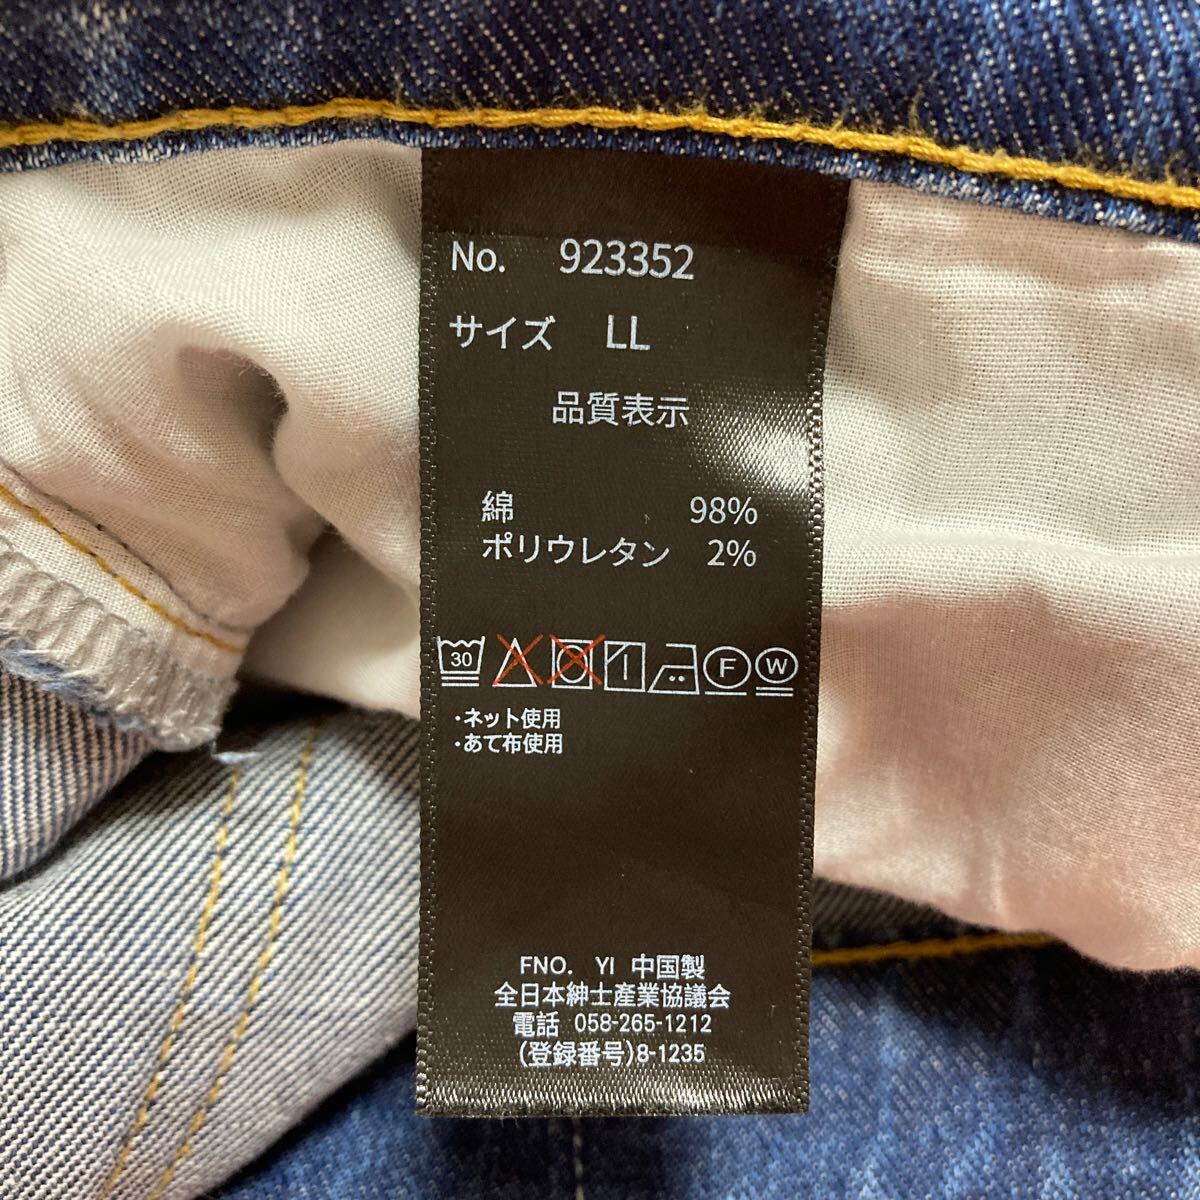 No. 923352
サイズ LL
品質表示
綿 98%
ポリウレタン 2%
30 F W
・ネット使用
・あて布使用
FNO. YI 中国製
全日本紳士産業協議会
電話 058-265-1212
(登録番号)8-1235